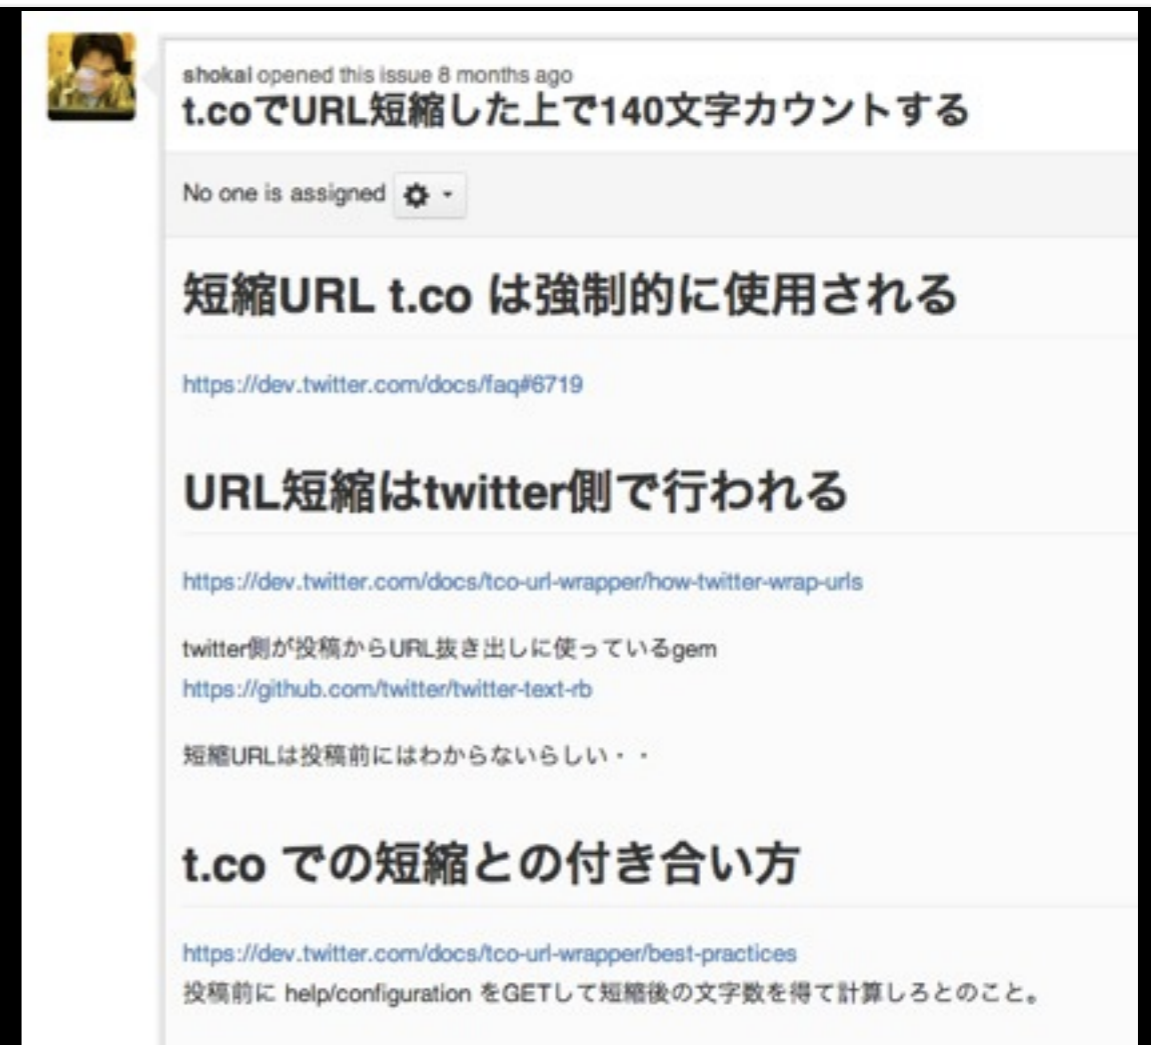 shokai opened this issue 8 months ago
t.coでURL短縮した上で140文字カウントする
No one is assigned
短縮URL t.co は強制的に使用される
https://dev.twitter.com/docs/faq#6719
URL短縮はtwitter側で行われる
https://dev.twitter.com/docs/tco-url-wrapper/how-twitter-wrap-urls
twitter側が投稿からURL抜き出しに使っているgem
https://github.com/twitter/twitter-text-rb
短縮URLは投稿前にはわからないらしい・・
t.co での短縮との付き合い方
https://dev.twitter.com/docs/tco-url-wrapper/best-practices
投稿前に help/configuration をGETして短縮後の文字数を得て計算しろとのこと。